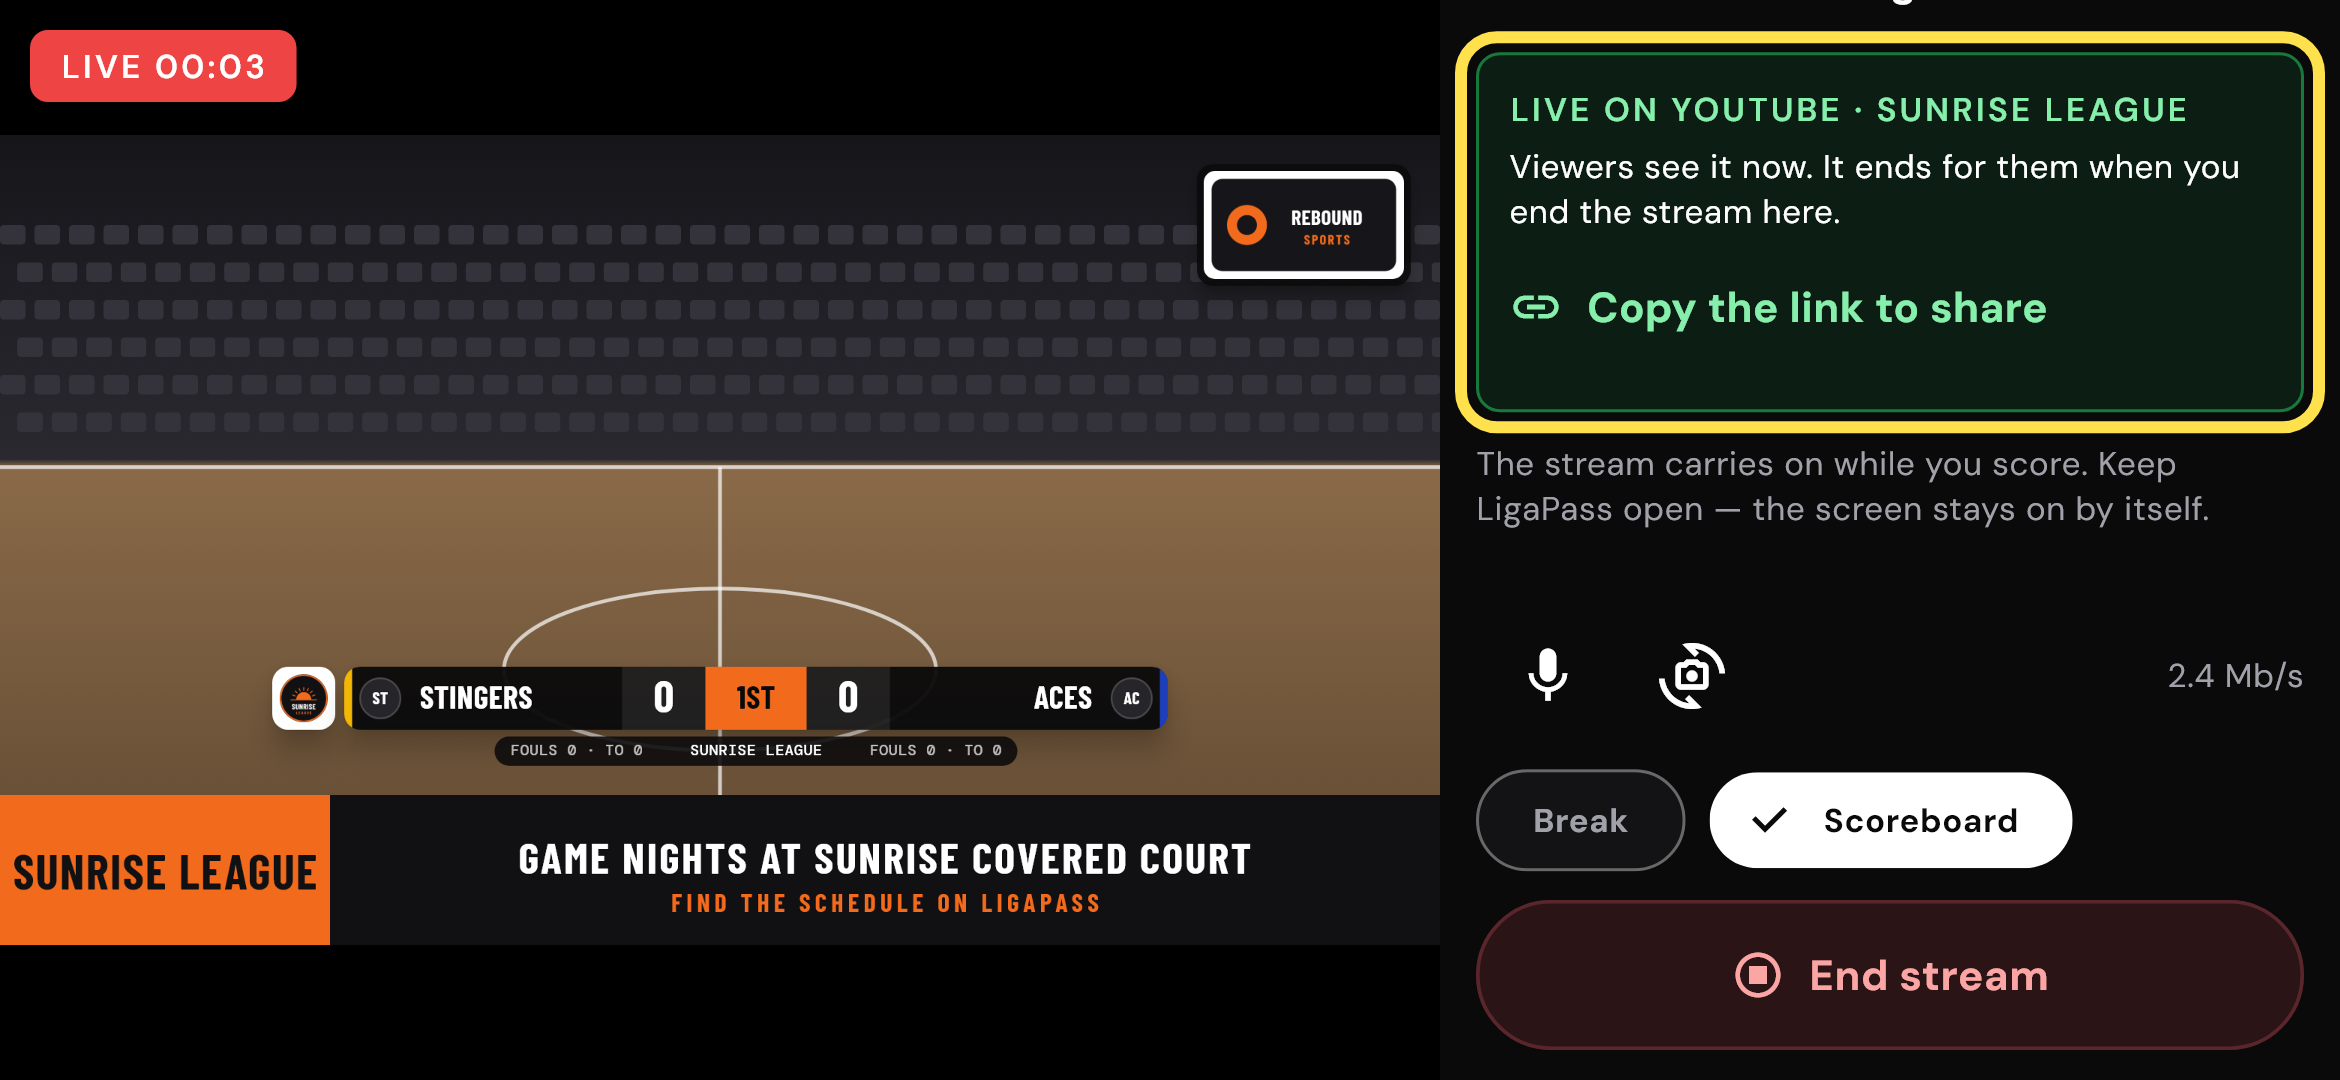 LIVE 00:03
REBOUND
SPORTS
SUNRISE
LEAGUE
ST
STINGERS
0
1ST
0
ACES
AC
FOULS 0 · TO 0
SUNRISE LEAGUE
FOULS 0 · TO 0
SUNRISE LEAGUE
GAME NIGHTS AT SUNRISE COVERED COURT
FIND THE SCHEDULE ON LIGAPASS
LIVE ON YOUTUBE · SUNRISE LEAGUE
Viewers see it now. It ends for them when you
end the stream here.
Copy the link to share
The stream carries on while you score. Keep
LigaPass open — the screen stays on by itself.
2.4 Mb/s
Break
Scoreboard
End stream